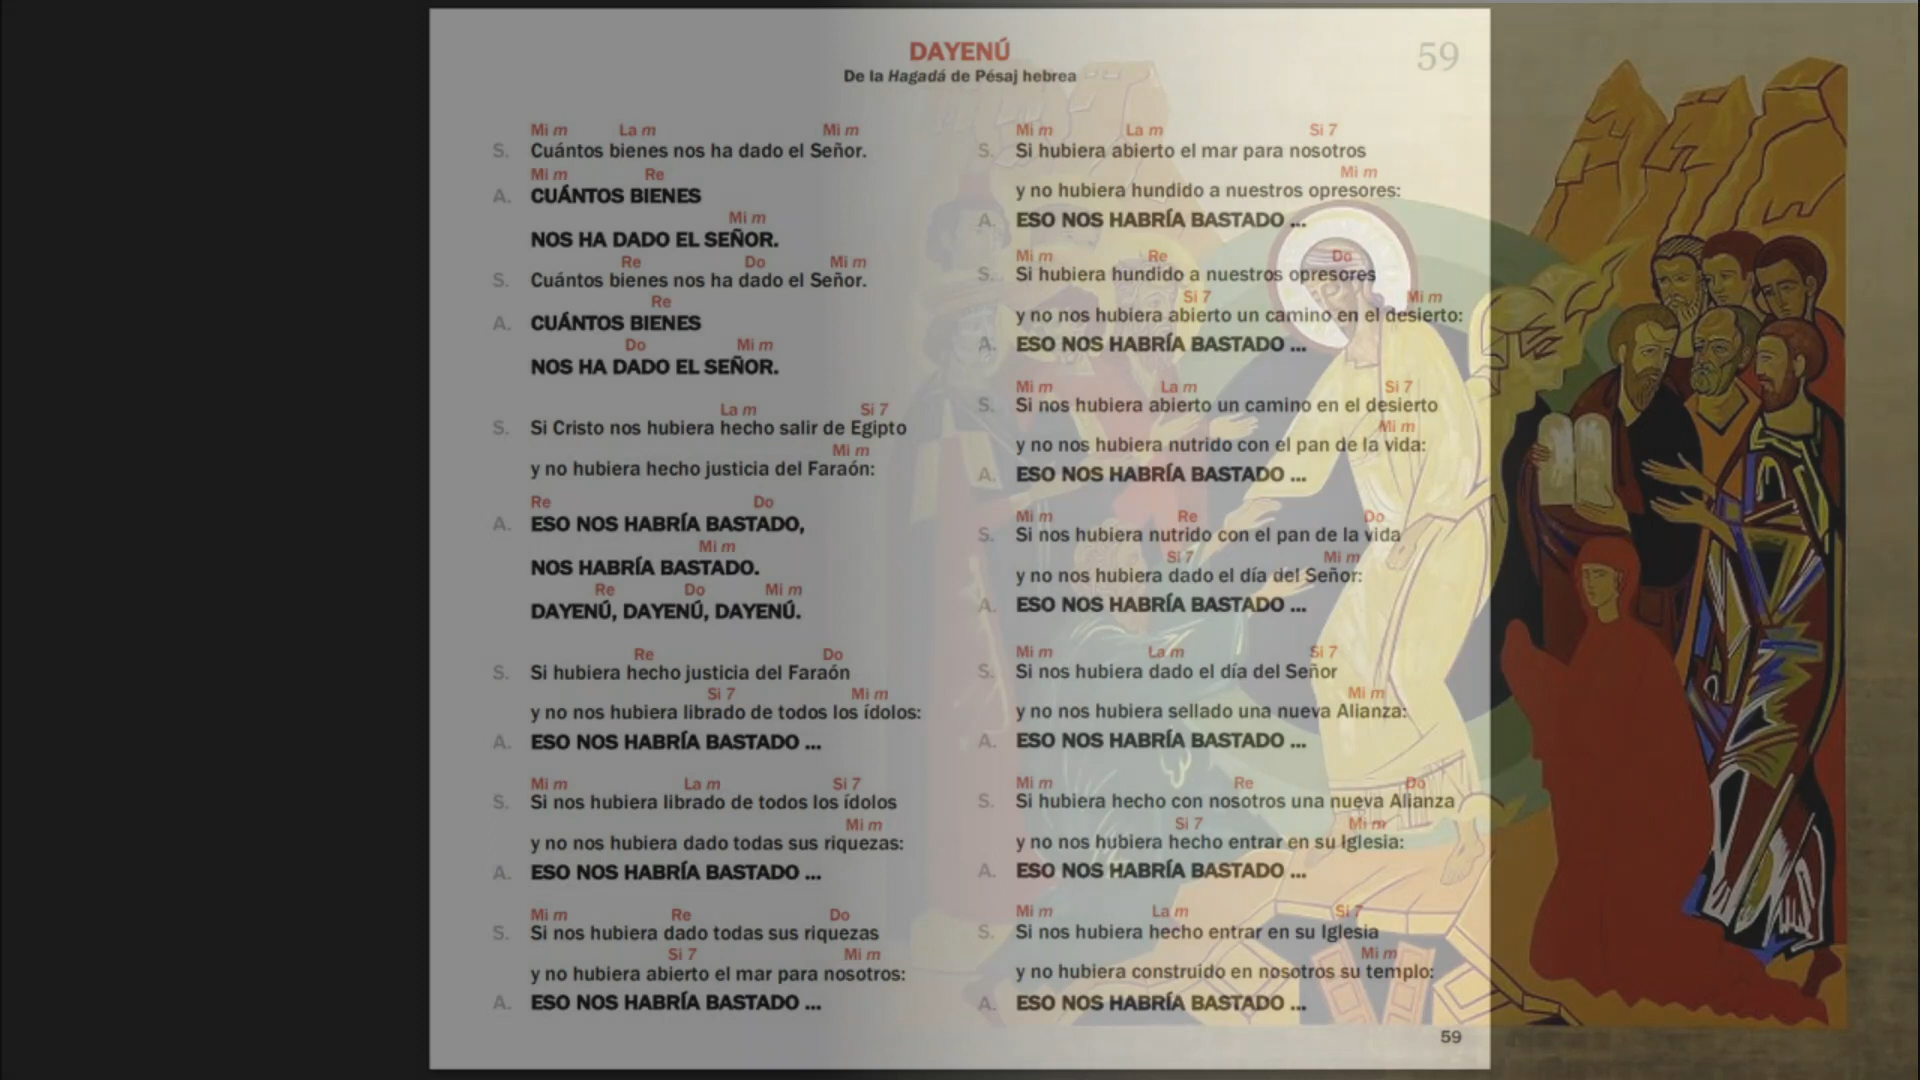 DAYENÚ
59
De la Hagadá de Pésaj hebrea
Mi m La m Mi m
S. Cuántos bienes nos ha dado el Señor.
Mi m Re
A. CUÁNTOS BIENES
Mi m
NOS HA DADO EL SEÑOR.
Re Do Mi m
S. Cuántos bienes nos ha dado el Señor.
Re
A. CUÁNTOS BIENES
Do Mi m
NOS HA DADO EL SEÑOR.
La m Si 7
S. Si Cristo nos hubiera hecho salir de Egipto
Mi m
y no hubiera hecho justicia del Faraón:
Re Do
A. ESO NOS HABRÍA BASTADO,
Mi m
NOS HABRÍA BASTADO.
Re Do Mi m
DAYENÚ, DAYENÚ, DAYENÚ.
Re Do
S. Si hubiera hecho justicia del Faraón
Si 7 Mi m
y no nos hubiera librado de todos los ídolos:
A. ESO NOS HABRÍA BASTADO ...
Mi m La m Si 7
S. Si nos hubiera librado de todos los ídolos
Mi m
y no nos hubiera dado todas sus riquezas:
A. ESO NOS HABRÍA BASTADO ...
Mi m Re Do
S. Si nos hubiera dado todas sus riquezas
Si 7 Mi m
y no hubiera abierto el mar para nosotros:
A. ESO NOS HABRÍA BASTADO ...
Mi m La m Si 7
S. Si hubiera abierto el mar para nosotros
Mi m
y no hubiera hundido a nuestros opresores:
A. ESO NOS HABRÍA BASTADO ...
Mi m Re Do
S. Si hubiera hundido a nuestros opresores
Si 7 Mi m
y no nos hubiera abierto un camino en el desierto:
A. ESO NOS HABRÍA BASTADO ...
Mi m La m Si 7
S. Si nos hubiera abierto un camino en el desierto
Mi m
y no nos hubiera nutrido con el pan de la vida:
A. ESO NOS HABRÍA BASTADO ...
Mi m Re Do
S. Si nos hubiera nutrido con el pan de la vida
Si 7 Mi m
y no nos hubiera dado el día del Señor:
A. ESO NOS HABRÍA BASTADO ...
Mi m La m Si 7
S. Si nos hubiera dado el día del Señor
Mi m
y no nos hubiera sellado una nueva Alianza:
A. ESO NOS HABRÍA BASTADO ...
Mi m Re Do
S. Si hubiera hecho con nosotros una nueva Alianza
Si 7 Mi m
y no nos hubiera hecho entrar en su Iglesia:
A. ESO NOS HABRÍA BASTADO ...
Mi m La m Si 7
S. Si nos hubiera hecho entrar en su Iglesia
Mi m
y no hubiera construido en nosotros su templo:
A. ESO NOS HABRÍA BASTADO ...
59